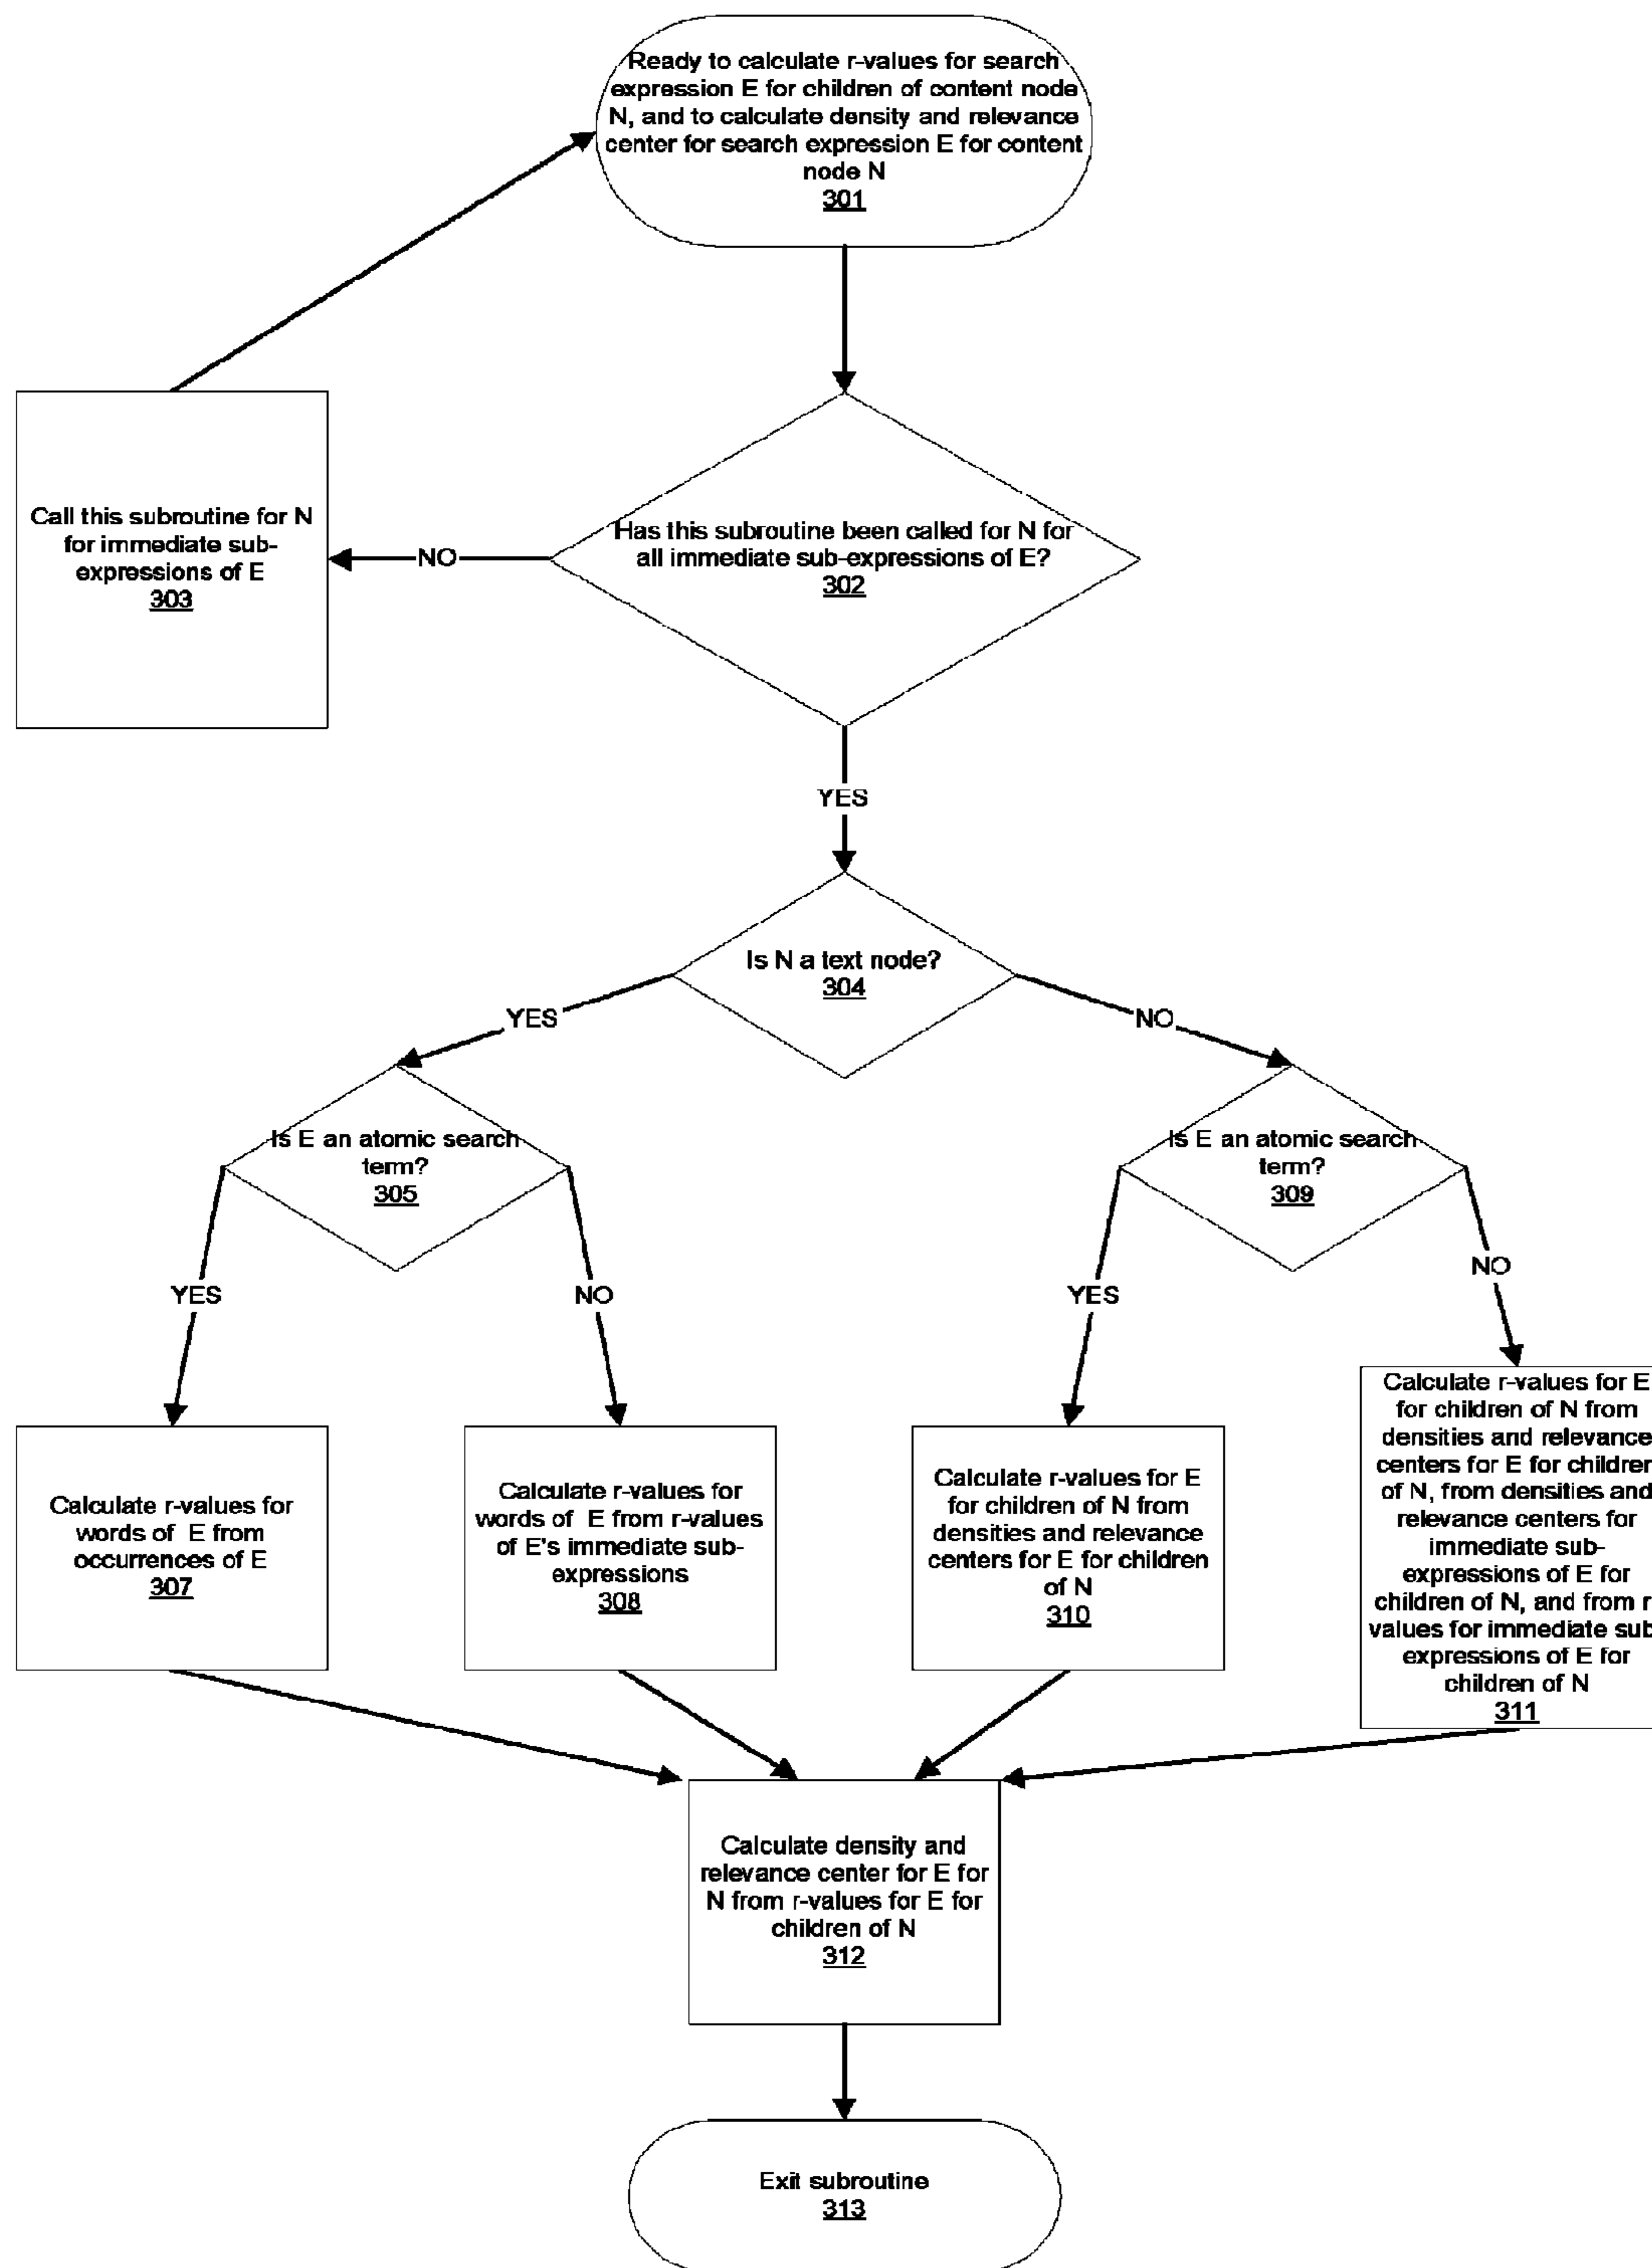 Ready to calculate r-values for search
expression E for children of content node
N, and to calculate density and relevance
center for search expression E for content
node N
301
Call this subroutine for N
for immediate sub-
expressions of E
303
NO
Has this subroutine been called for N for
all immediate sub-expressions of E?
302
YES
Is N a text node?
304
YES
NO
Is E an atomic search
term?
305
Is E an atomic search
term?
309
YES
NO
YES
NO
Calculate r-values for
words of E from
occurrences of E
307
Calculate r-values for
words of E from r-values
of E's immediate sub-
expressions
308
Calculate r-values for E
for children of N from
densities and relevance
centers for E for children
of N
310
Calculate r-values for E
for children of N from
densities and relevance
centers for E for children
of N, from densities and
relevance centers for
immediate sub-
expressions of E for
children of N, and from r
values for immediate sub
expressions of E for
children of N
311
Calculate density and
relevance center for E for
N from r-values for E for
children of N
312
Exit subroutine
313